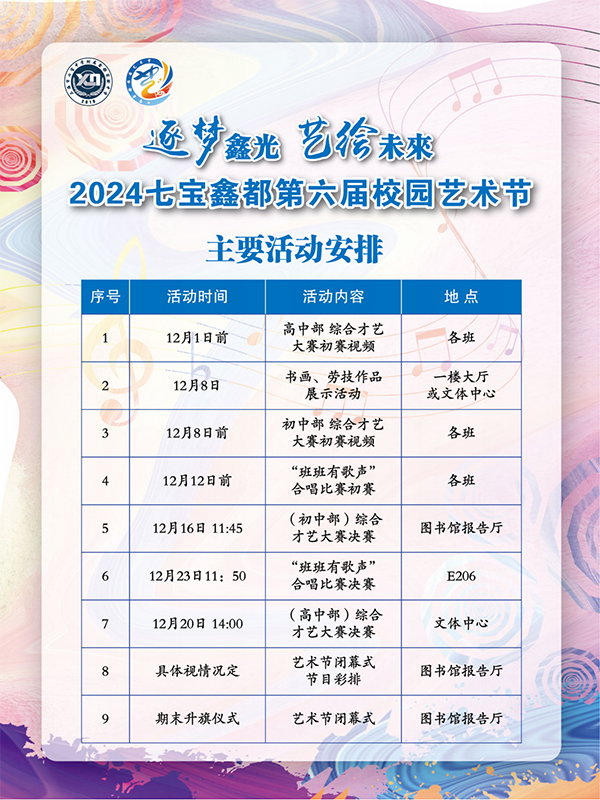 逐梦鑫光 艺绘未来
2024七宝鑫都第六届校园艺术节
主要活动安排
序号 活动时间 活动内容 地 点
1 12月1日前 高中部 综合才艺
大赛初赛视频 各班
2 12月8日 书画、劳技作品
展示活动 一楼大厅
或文体中心
3 12月8日前 初中部 综合才艺
大赛初赛视频 各班
4 12月12日前 “班班有歌声”
合唱比赛初赛 各班
5 12月16日 11:45 （初中部）综合
才艺大赛决赛 图书馆报告厅
6 12月23日11：50 “班班有歌声”
合唱比赛决赛 E206
7 12月20日 14:00 （高中部）综合
才艺大赛决赛 文体中心
8 具体视情况定 艺术节闭幕式
节目彩排 图书馆报告厅
9 期末升旗仪式 艺术节闭幕式 图书馆报告厅